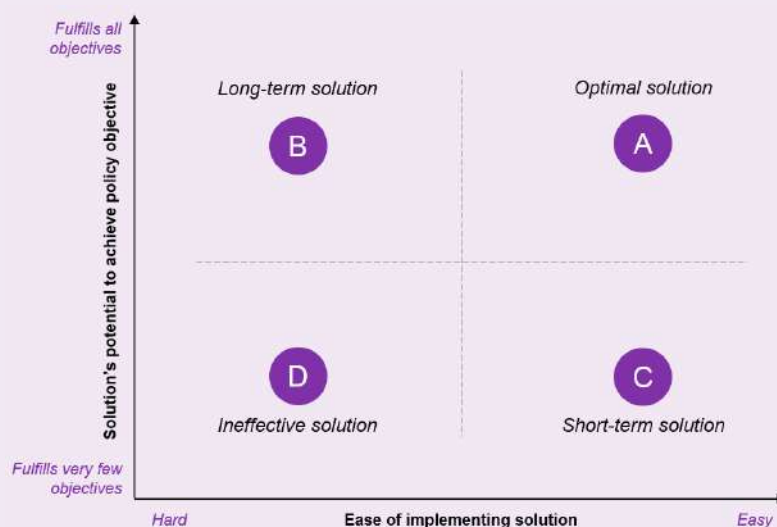 Fulfills all
objectives
Solution's potential to achieve policy objective
Long-term solution
Optimal solution
B
A
D
C
Ineffective solution
Short-term solution
Fulfills very few
objectives
Hard
Ease of implementing solution
Easy